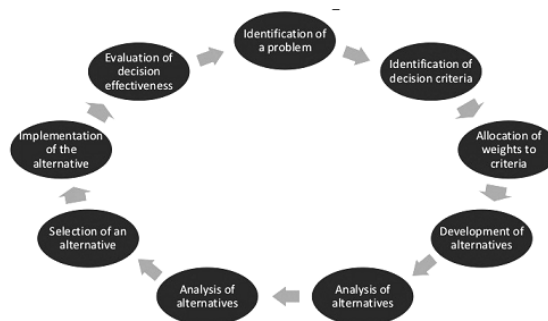 Identification of
a problem
Identification of
decision criteria
Allocation of
weights to
criteria
Development of
alternatives
Analysis of
alternatives
Analysis of
alternatives
Selection of an
alternative
Implementation
of the
alternative
Evaluation of
decision
effectiveness